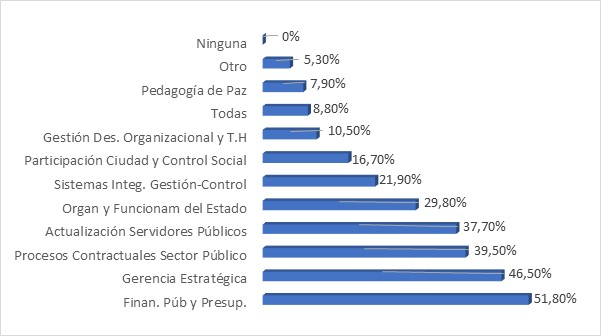 Ninguna 0%
Otro 5,30%
Pedagogía de Paz 7,90%
Todas 8,80%
Gestión Des. Organizacional y T.H 10,50%
Participación Ciudad y Control Social 16,70%
Sistemas Integ. Gestión-Control 21,90%
Organ y Funcionam del Estado 29,80%
Actualización Servidores Públicos 37,70%
Procesos Contractuales Sector Público 39,50%
Gerencia Estratégica 46,50%
Finan. Púb y Presup. 51,80%